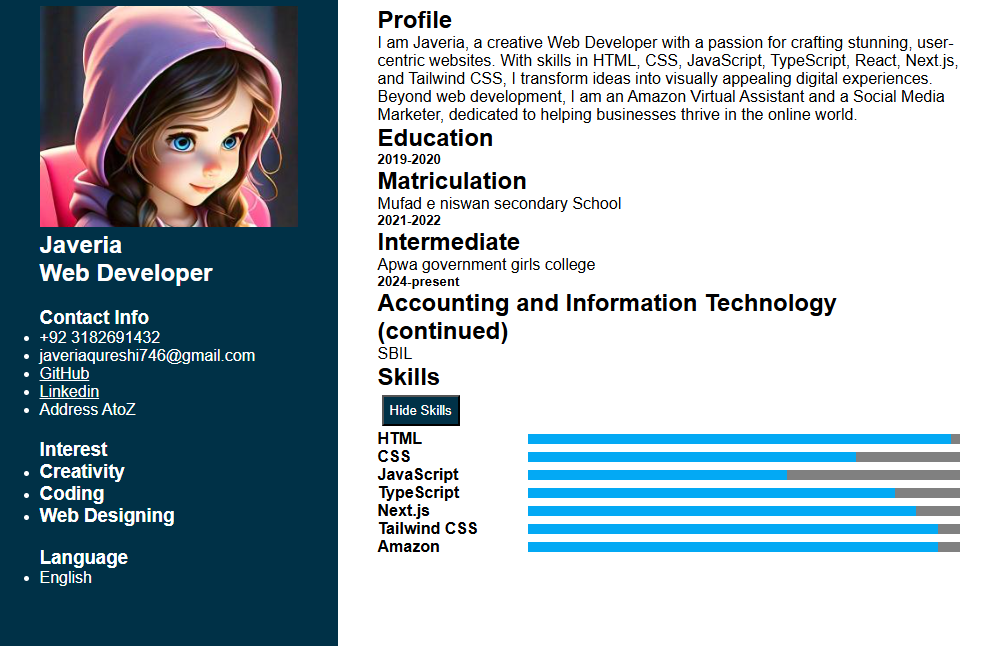 Javeria
Web Developer
Contact Info
+92 3182691432
javeriaqureshi746@gmail.com
GitHub
Linkedin
Address AtoZ
Interest
Creativity
Coding
Web Designing
Language
English
Profile
I am Javeria, a creative Web Developer with a passion for crafting stunning, user-
centric websites. With skills in HTML, CSS, JavaScript, TypeScript, React, Next.js,
and Tailwind CSS, I transform ideas into visually appealing digital experiences.
Beyond web development, I am an Amazon Virtual Assistant and a Social Media
Marketer, dedicated to helping businesses thrive in the online world.
Education
2019-2020
Matriculation
Mufad e niswan secondary School
2021-2022
Intermediate
Apwa government girls college
2024-present
Accounting and Information Technology
(continued)
SBIL
Skills
Hide Skills
HTML
CSS
JavaScript
TypeScript
Next.js
Tailwind CSS
Amazon